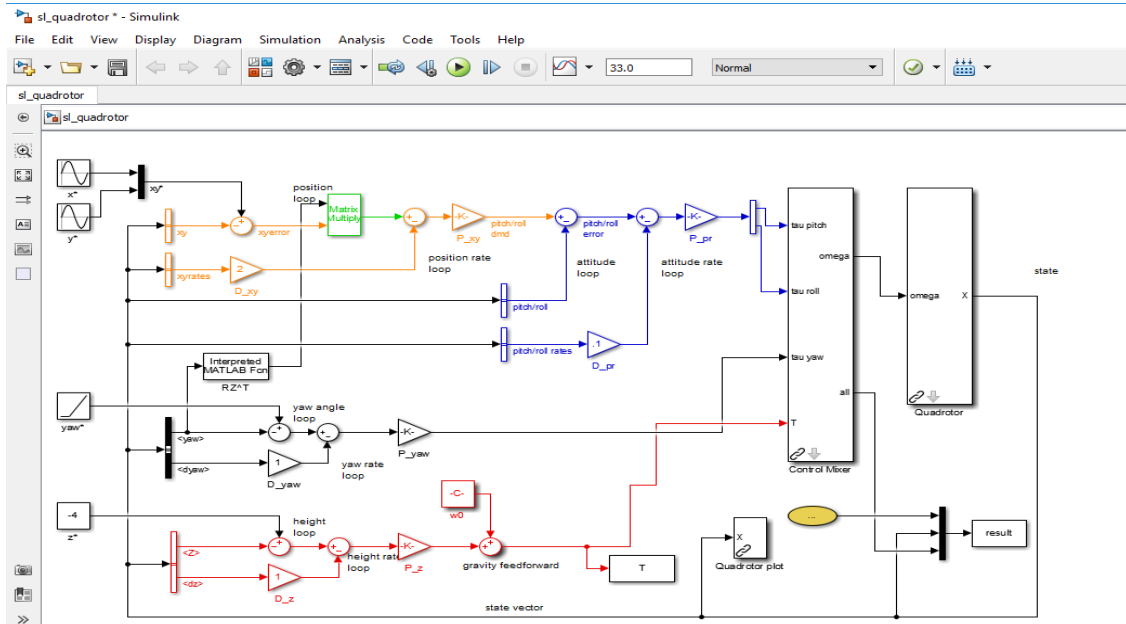 sl_quadrotor * - Simulink
File Edit View Display Diagram Simulation Analysis Code Tools Help
33.0 Normal
sl_quadrotor
sl_quadrotor
x*
y*
xy*
position
loop
Matrix
Multiply
xy
xyerror
-K-
P_xy
pitch/roll
dmd
pitch/roll
error
-K-
P_pr
xyrates
2
D_xy
position rate
loop
attitude
loop
attitude rate
loop
pitch/roll
pitch/roll rates
.1
D_pr
tau pitch
omega
tau roll
tau yaw
all
T
Control Mixer
omega X
Quadrotor
state
Interpreted
MATLAB Fcn
RZ^T
yaw*
yaw angle
loop
<yaw>
<dyaw>
1
D_yaw
yaw rate
loop
-K-
P_yaw
-4
z*
height
loop
<Z>
<dz>
1
D_z
height rate
loop
-K-
P_z
-C-
w0
gravity feedforward
T
X
Quadrotor plot
...
result
state vector